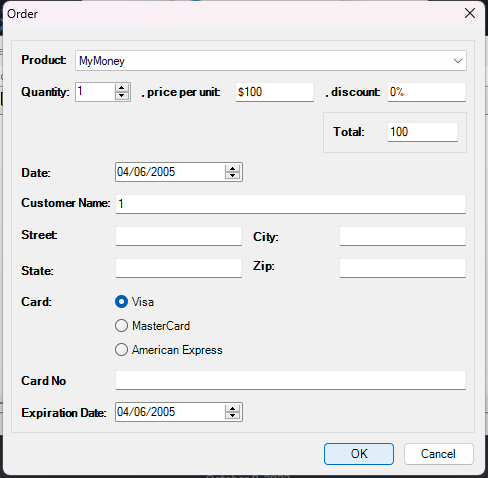 Order
Product: MyMoney
Quantity: 1 , price per unit: $100 , discount: 0%
Total: 100
Date: 04/06/2005
Customer Name: 1
Street: City:
State: Zip:
Card: Visa
MasterCard
American Express
Card No
Expiration Date: 04/06/2005
OK Cancel